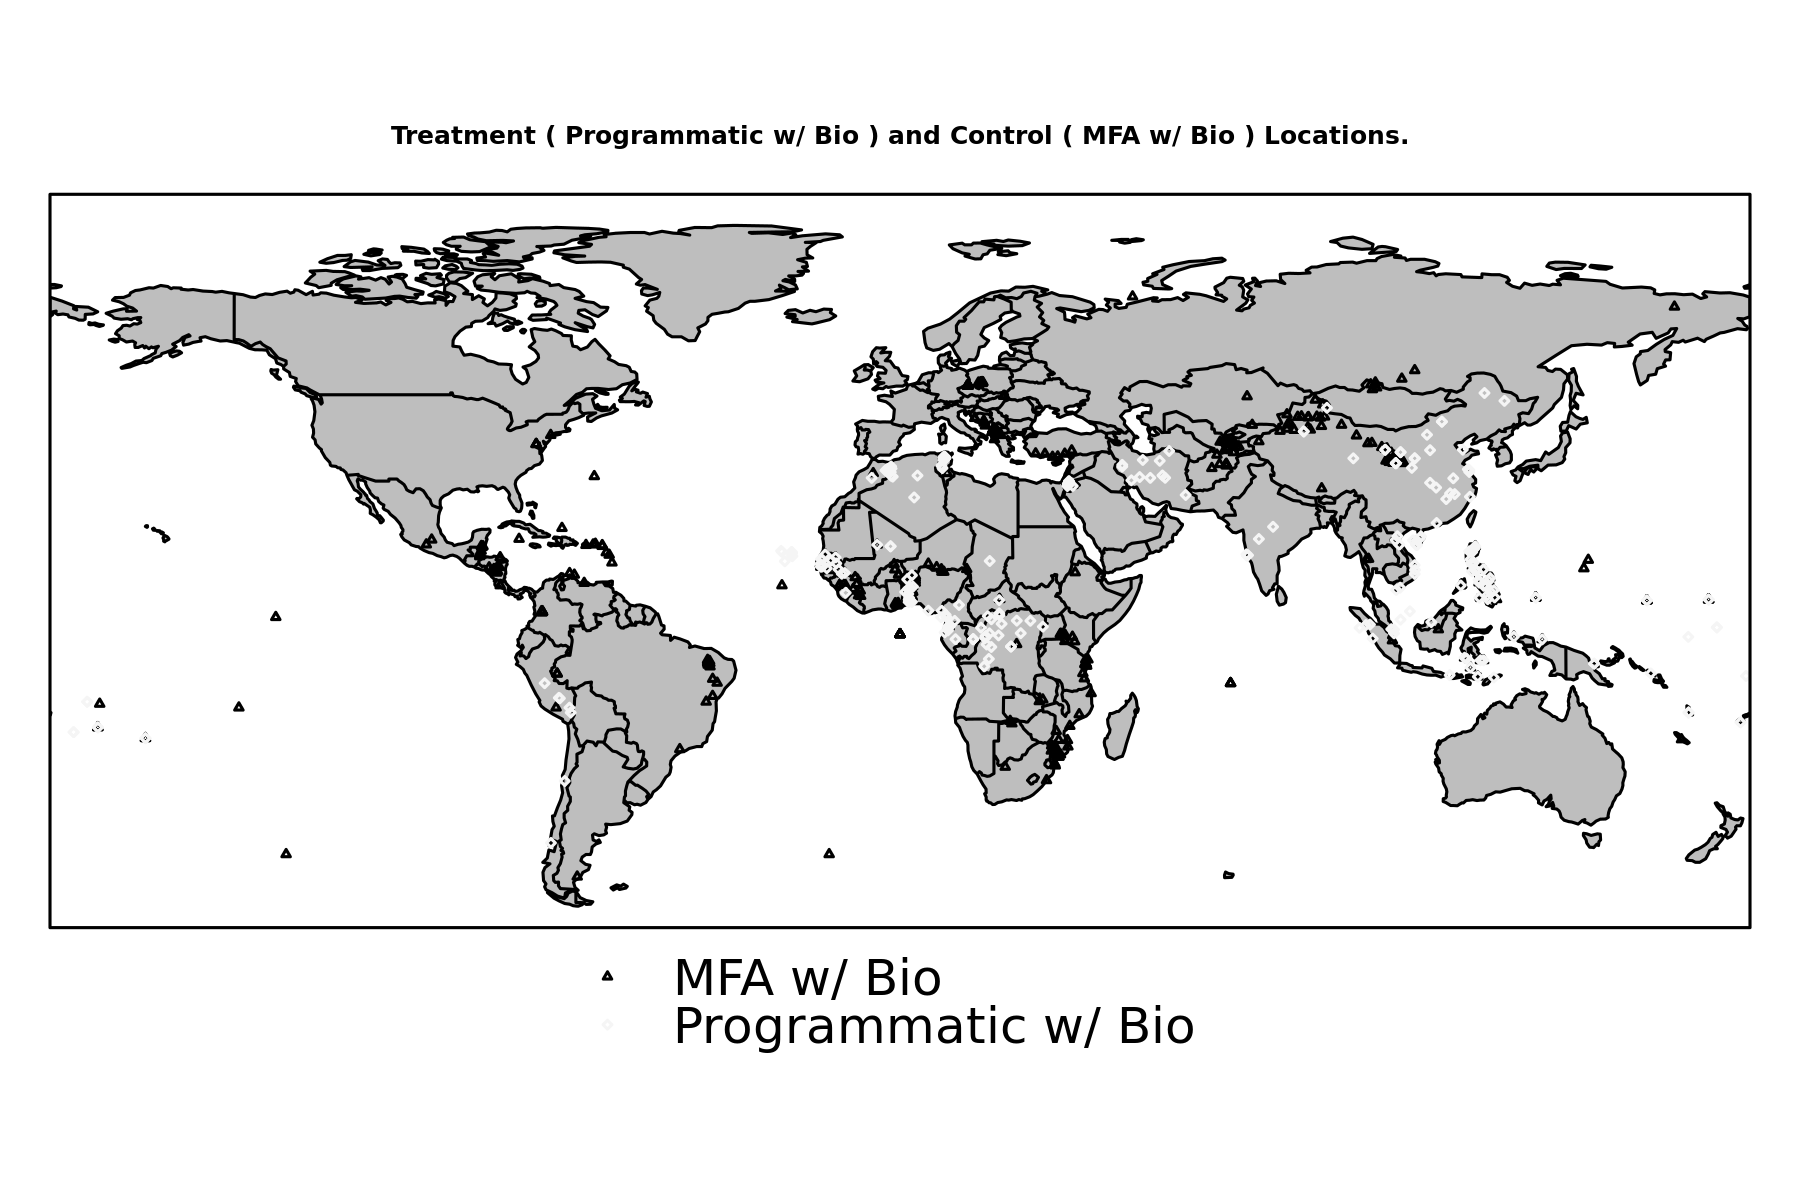 Treatment ( Programmatic w/ Bio ) and Control ( MFA w/ Bio ) Locations.
MFA w/ Bio
Programmatic w/ Bio